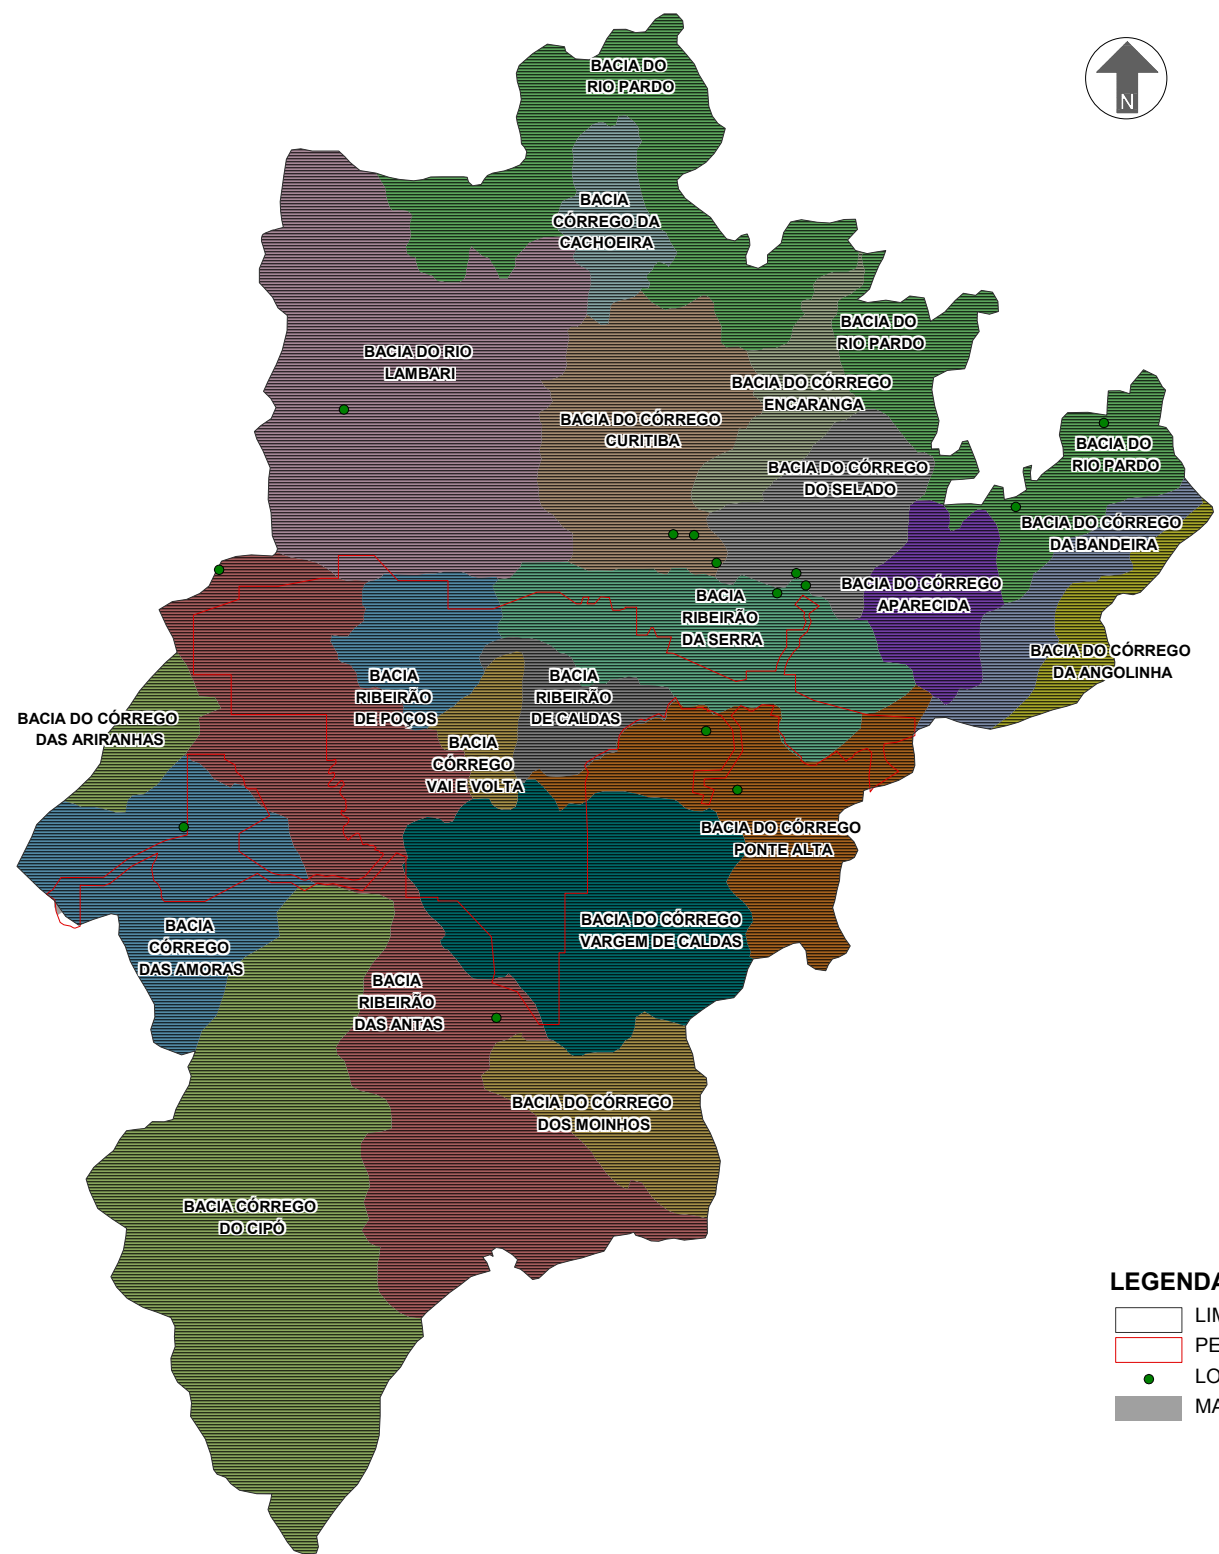 BACIA DO
RIO PARDO
N
BACIA
CÓRREGO DA
CACHOEIRA
BACIA DO
RIO PARDO
BACIA DO RIO
LAMBARI
BACIA DO CÓRREGO
ENCARANGA
BACIA DO CÓRREGO
CURITIBA
BACIA DO
RIO PARDO
BACIA DO CÓRREGO
DO SELADO
BACIA DO CÓRREGO
DA BANDEIRA
BACIA DO CÓRREGO
APARECIDA
BACIA
RIBEIRÃO
DA SERRA
BACIA DO CÓRREGO
DA ANGOLINHA
BACIA
RIBEIRÃO
DE POÇOS
BACIA
RIBEIRÃO
DE CALDAS
BACIA DO CÓRREGO
DAS ARIRANHAS
BACIA
CÓRREGO
VAI E VOLTA
BACIA DO CÓRREGO
PONTE ALTA
BACIA DO CÓRREGO
VARGEM DE CALDAS
BACIA
CÓRREGO
DAS AMORAS
BACIA
RIBEIRÃO
DAS ANTAS
BACIA DO CÓRREGO
DOS MOINHOS
BACIA CÓRREGO
DO CIPÓ
LEGENDA
LIM
PE
LO
MA